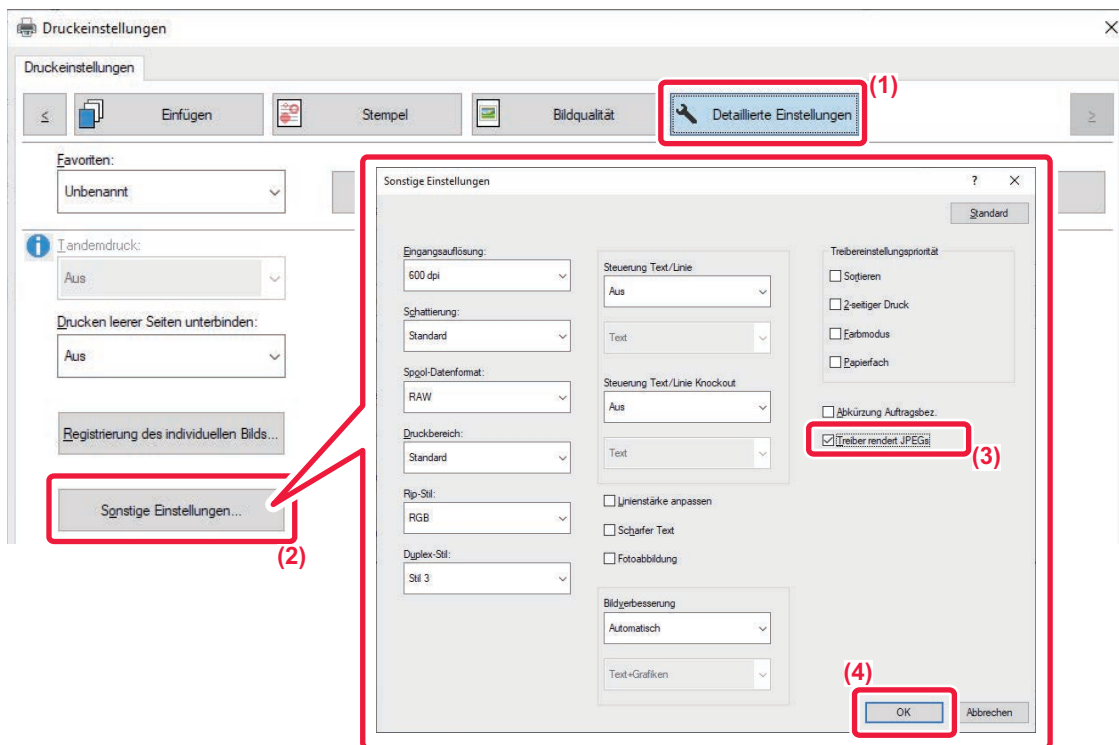 Druckeinstellungen
Druckeinstellungen
(1)
<
Einfügen
Stempel
Bildqualität
Detaillierte Einstellungen
>
Favoriten:
Unbenannt
Tandemdruck:
Aus
Drucken leerer Seiten unterbinden:
Aus
Registrierung des individuellen Bilds...
Sonstige Einstellungen...
(2)
Sonstige Einstellungen
?
Standard
Eingangsauflösung:
600 dpi
Schattierung:
Standard
Spool-Datenformat:
RAW
Druckbereich:
Standard
Rip-Stil:
RGB
Duplex-Stil:
Stil 3
Steuerung Text/Linie
Aus
Text
Steuerung Text/Linie Knockout
Aus
Text
Linienstärke anpassen
Scharfer Text
Fotoabbildung
Bildverbesserung
Automatisch
Text+Grafiken
Treibereinstellungspriorität
Sortieren
2-seitiger Druck
Farbmodus
Papierfach
Abkürzung Auftragsbez.
Treiber rendert JPEGs
(3)
(4)
OK
Abbrechen